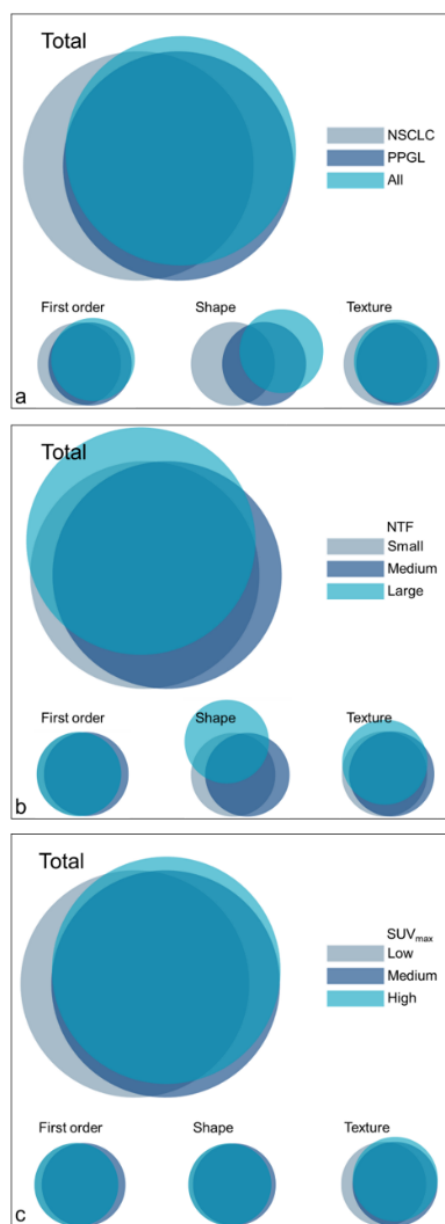 Total
NSCLC
PPGL
All
First order
Shape
Texture
a
Total
NTF
Small
Medium
Large
First order
Shape
Texture
b
Total
SUVmax
Low
Medium
High
First order
Shape
Texture
c